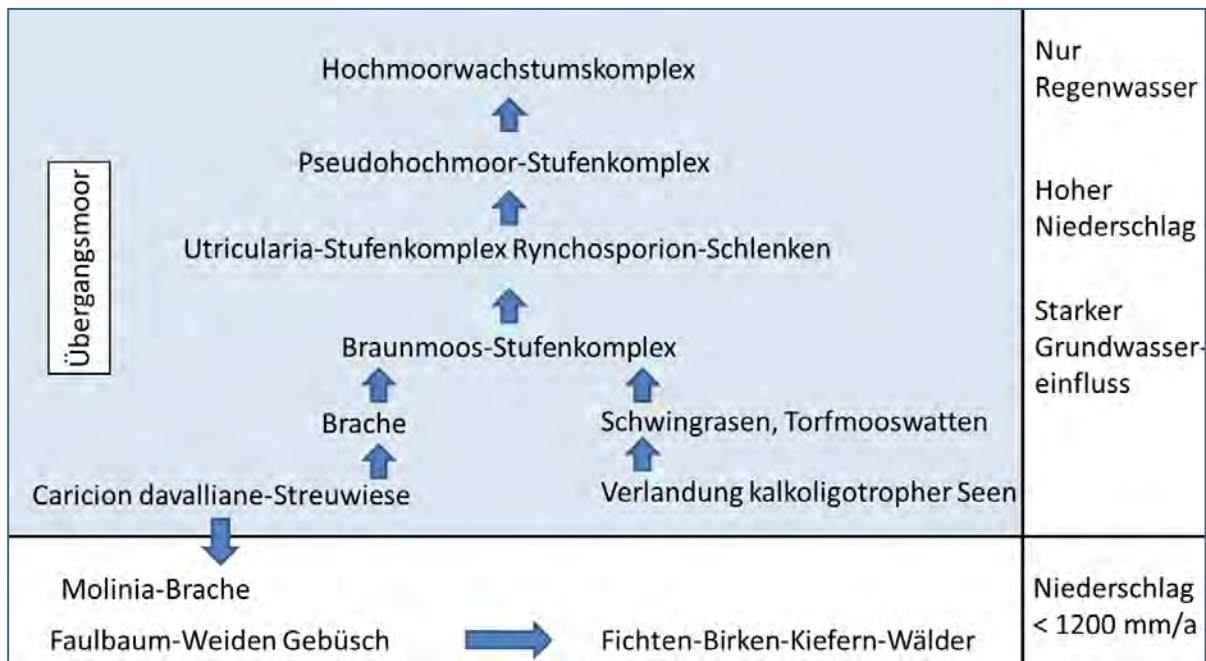 Hochmoorwachstumskomplex
Pseudohochmoor-Stufenkomplex
Utricularia-Stufenkomplex Rynchosporion-Schlenken
Braunmoos-Stufenkomplex
Brache
Schwingrasen, Torfmooswatten
Caricion davalliane-Streuwiese
Verlandung kalkoligotropher Seen
Übergangsmoor
Nur
Regenwasser
Hoher
Niederschlag
Starker
Grundwasser-
einfluss
Molinia-Brache
Faulbaum-Weiden Gebüsch
Fichten-Birken-Kiefern-Wälder
Niederschlag
< 1200 mm/a